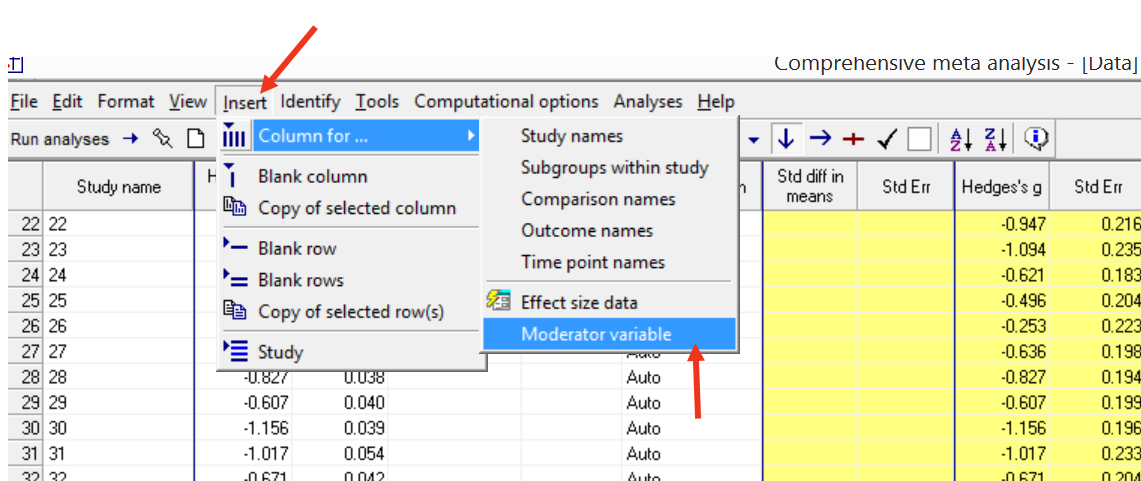 Comprehensive meta analysis - [Data]
File Edit Format View Insert Identify Tools Computational options Analyses Help
Run analyses
Column for ...
Blank column
Copy of selected column
Blank row
Blank rows
Copy of selected row(s)
Study
Study names
Subgroups within study
Comparison names
Outcome names
Time point names
Effect size data
Moderator variable
Study name H n Std diff in means Std Err Hedges's g Std Err
22 22 -0.947 0.216
23 23 -1.094 0.235
24 24 -0.621 0.183
25 25 -0.496 0.204
26 26 -0.253 0.223
27 27 Auto -0.636 0.198
28 28 -0.827 0.038 Auto -0.827 0.194
29 29 -0.607 0.040 Auto -0.607 0.199
30 30 -1.156 0.039 Auto -1.156 0.196
31 31 -1.017 0.054 Auto -1.017 0.233
32 32 -0.671 0.042 Auto -0.671 0.204